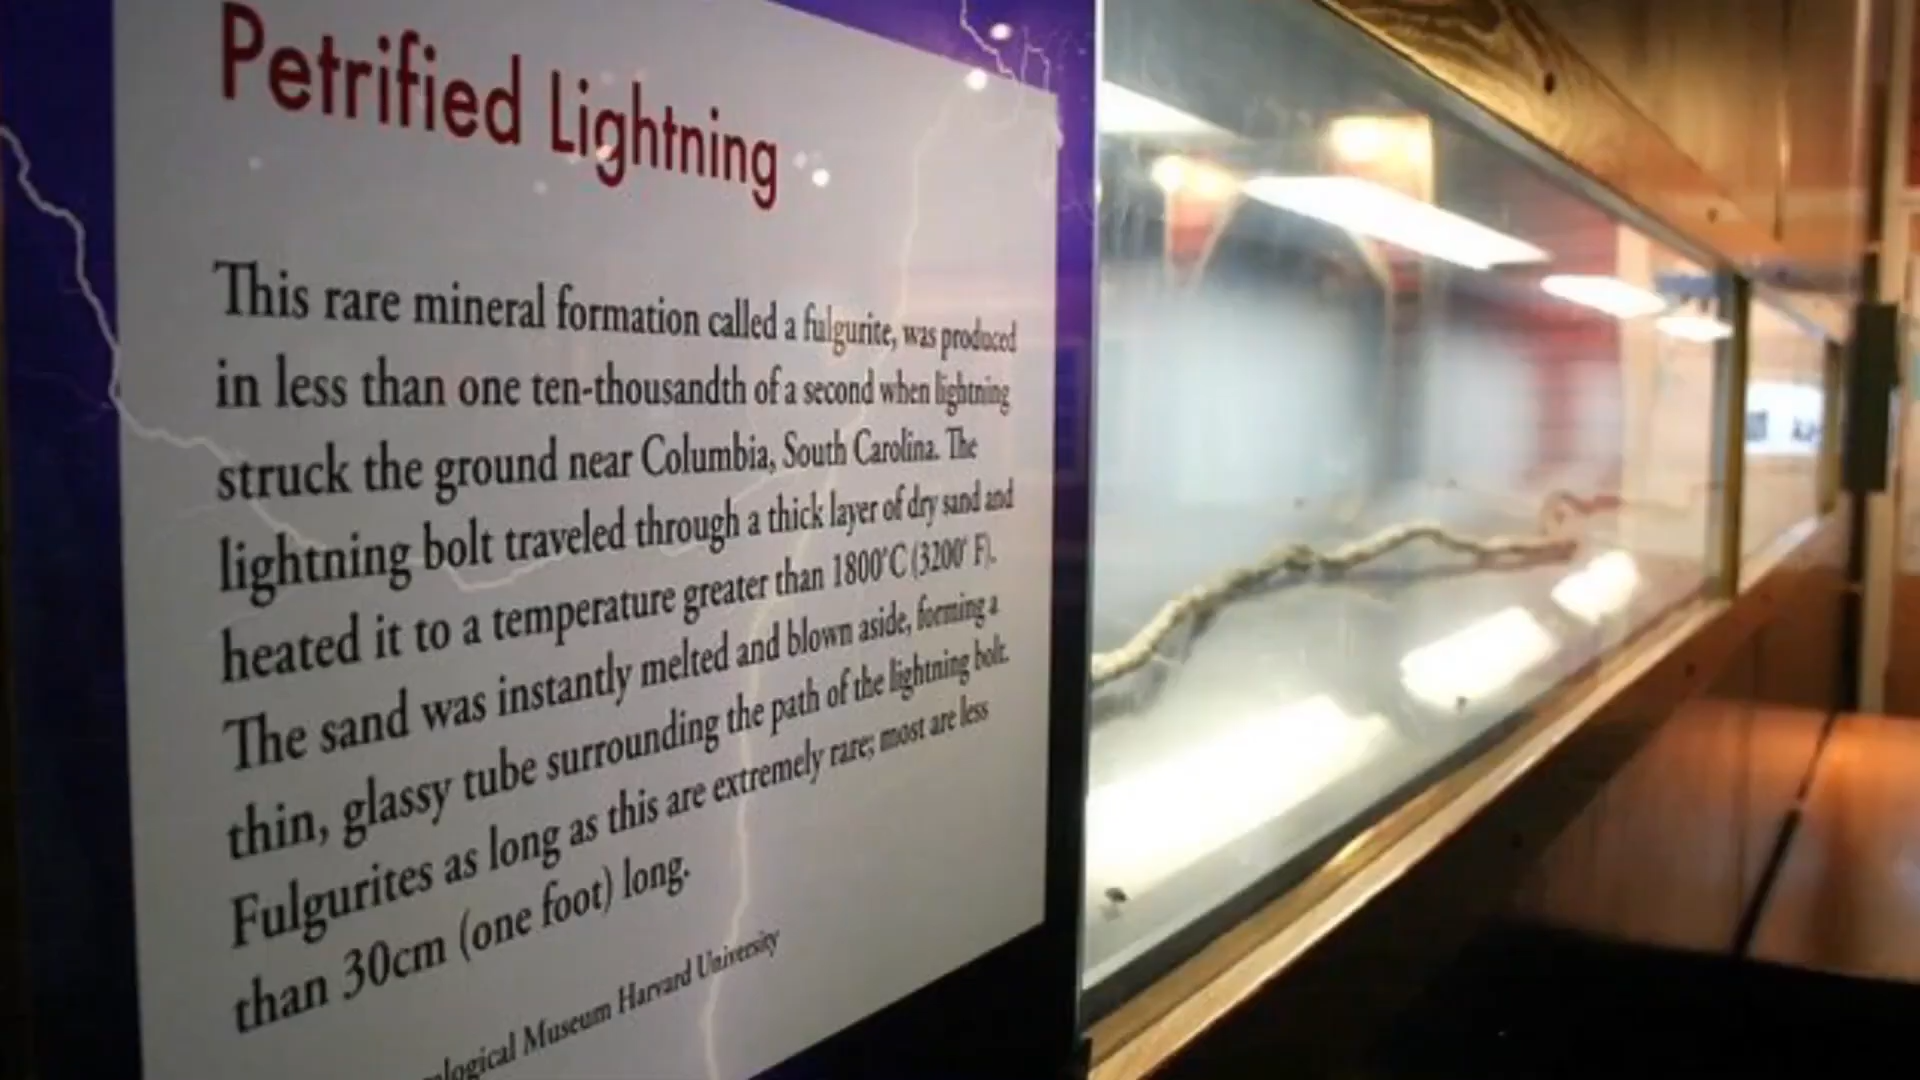 Petrified Lightning
This rare mineral formation called a fulgurite, was produced
in less than one ten-thousandth of a second when lightning
struck the ground near Columbia, South Carolina. The
lightning bolt traveled through a thick layer of dry sand and
heated it to a temperature greater than 1800°C (3200° F).
The sand was instantly melted and blown aside, forming a
thin, glassy tube surrounding the path of the lightning bolt.
Fulgurites as long as this are extremely rare; most are less
than 30cm (one foot) long.
Museum Harvard University